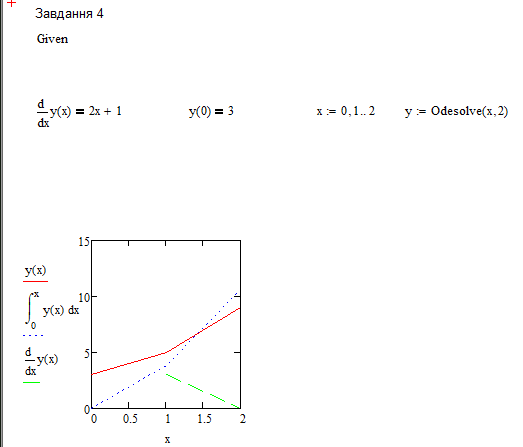 Завдання 4
Given
d/dx y(x) = 2x + 1 y(0) = 3 x := 0,1.. 2 y := Odesolve(x,2)
15
y(x)
∫₀ˣ y(x) dx 10
d/dx y(x) 5
0
0 0.5 1 1.5 2
x